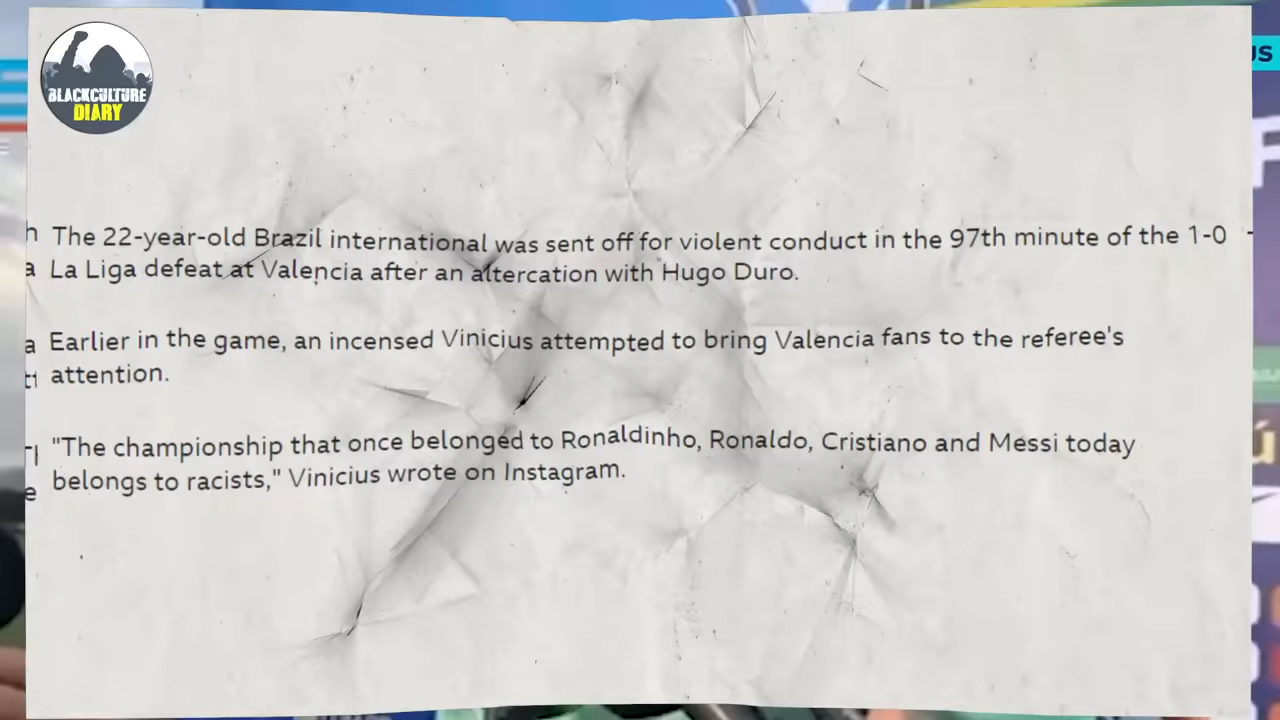 BLACKCULTURE
DIARY
The 22-year-old Brazil international was sent off for violent conduct in the 97th minute of the 1-0
La Liga defeat at Valencia after an altercation with Hugo Duro.
Earlier in the game, an incensed Vinicius attempted to bring Valencia fans to the referee's
attention.
"The championship that once belonged to Ronaldinho, Ronaldo, Cristiano and Messi today
belongs to racists," Vinicius wrote on Instagram.